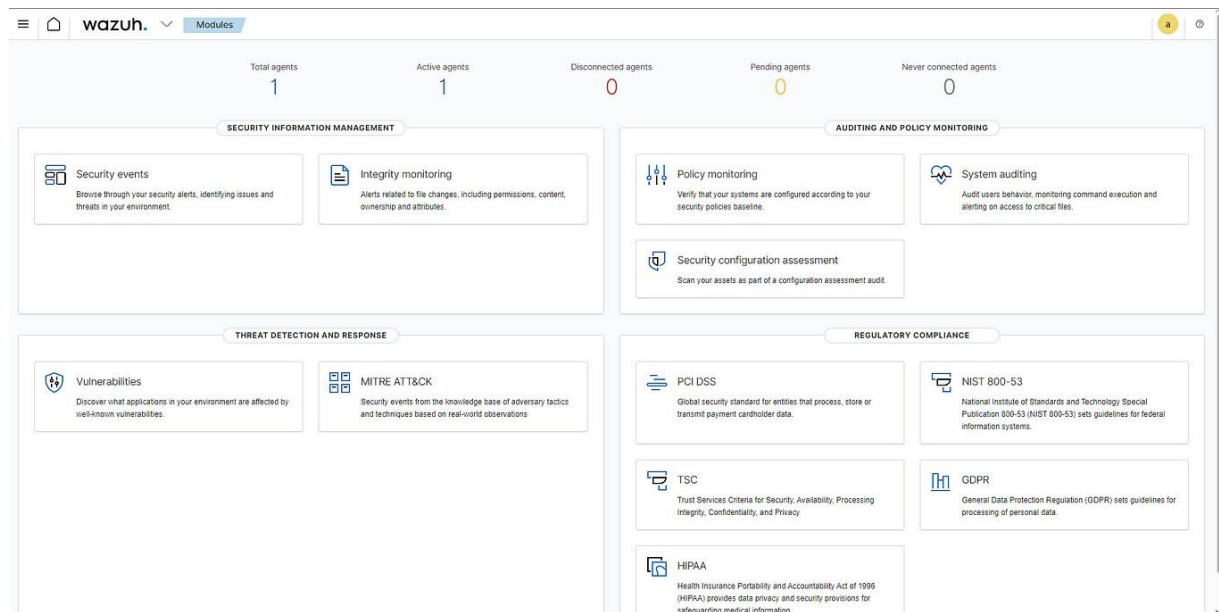 wazuh.
Modules
a
Total agents
1
Active agents
1
Disconnected agents
0
Pending agents
0
Never connected agents
0
SECURITY INFORMATION MANAGEMENT
Security events
Browse through your security alerts, identifying issues and
threats in your environment.
Integrity monitoring
Alerts related to file changes, including permissions, content,
ownership and attributes.
AUDITING AND POLICY MONITORING
Policy monitoring
Verify that your systems are configured according to your
security policies baseline.
System auditing
Audit users behavior, monitoring command execution and
alerting on access to critical files.
Security configuration assessment
Scan your assets as part of a configuration assessment audit.
THREAT DETECTION AND RESPONSE
Vulnerabilities
Discover what applications in your environment are affected by
well-known vulnerabilities.
MITRE ATT&CK
Security events from the knowledge base of adversary tactics
and techniques based on real-world observations
REGULATORY COMPLIANCE
PCI DSS
Global security standard for entities that process, store or
transmit payment cardholder data.
NIST 800-53
National Institute of Standards and Technology Special
Publication 800-53 (NIST 800-53) sets guidelines for federal
information systems.
TSC
Trust Services Criteria for Security, Availability, Processing
Integrity, Confidentiality, and Privacy
GDPR
General Data Protection Regulation (GDPR) sets guidelines for
processing of personal data.
HIPAA
Health Insurance Portability and Accountability Act of 1996
(HIPAA) provides data privacy and security provisions for
safeguarding medical information.